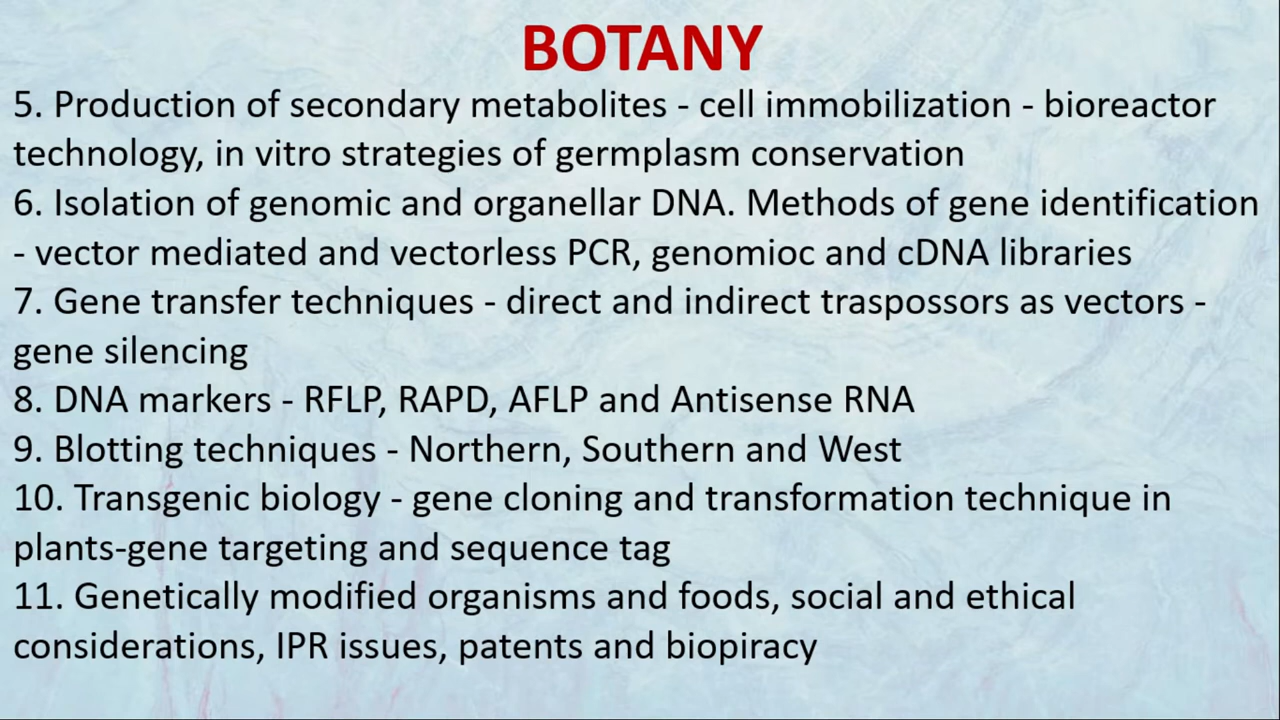 BOTANY
5. Production of secondary metabolites - cell immobilization - bioreactor
technology, in vitro strategies of germplasm conservation
6. Isolation of genomic and organellar DNA. Methods of gene identification
- vector mediated and vectorless PCR, genomioc and cDNA libraries
7. Gene transfer techniques - direct and indirect traspossors as vectors -
gene silencing
8. DNA markers - RFLP, RAPD, AFLP and Antisense RNA
9. Blotting techniques - Northern, Southern and West
10. Transgenic biology - gene cloning and transformation technique in
plants-gene targeting and sequence tag
11. Genetically modified organisms and foods, social and ethical
considerations, IPR issues, patents and biopiracy